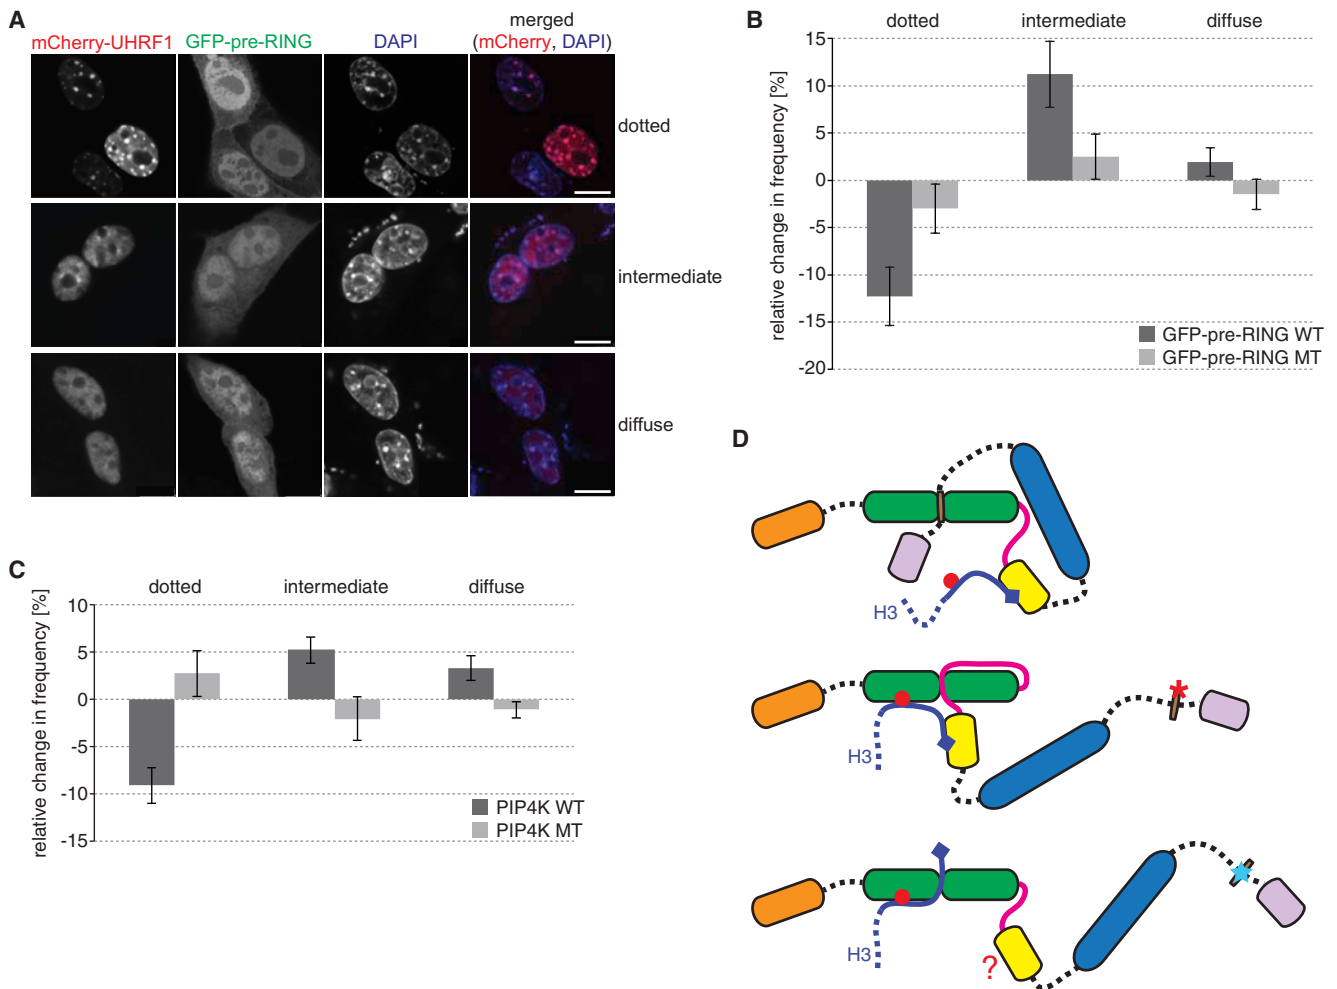 A
mCherry-UHRF1 GFP-pre-RING DAPI merged
(mCherry, DAPI)
dotted
intermediate
diffuse
B
dotted intermediate diffuse
relative change in frequency [%]
15
10
5
0
-5
-10
-15
-20
GFP-pre-RING WT
GFP-pre-RING MT
C
dotted intermediate diffuse
relative change in frequency [%]
10
5
0
-5
-10
-15
PIP4K WT
PIP4K MT
D
H3
*
H3
H3
?